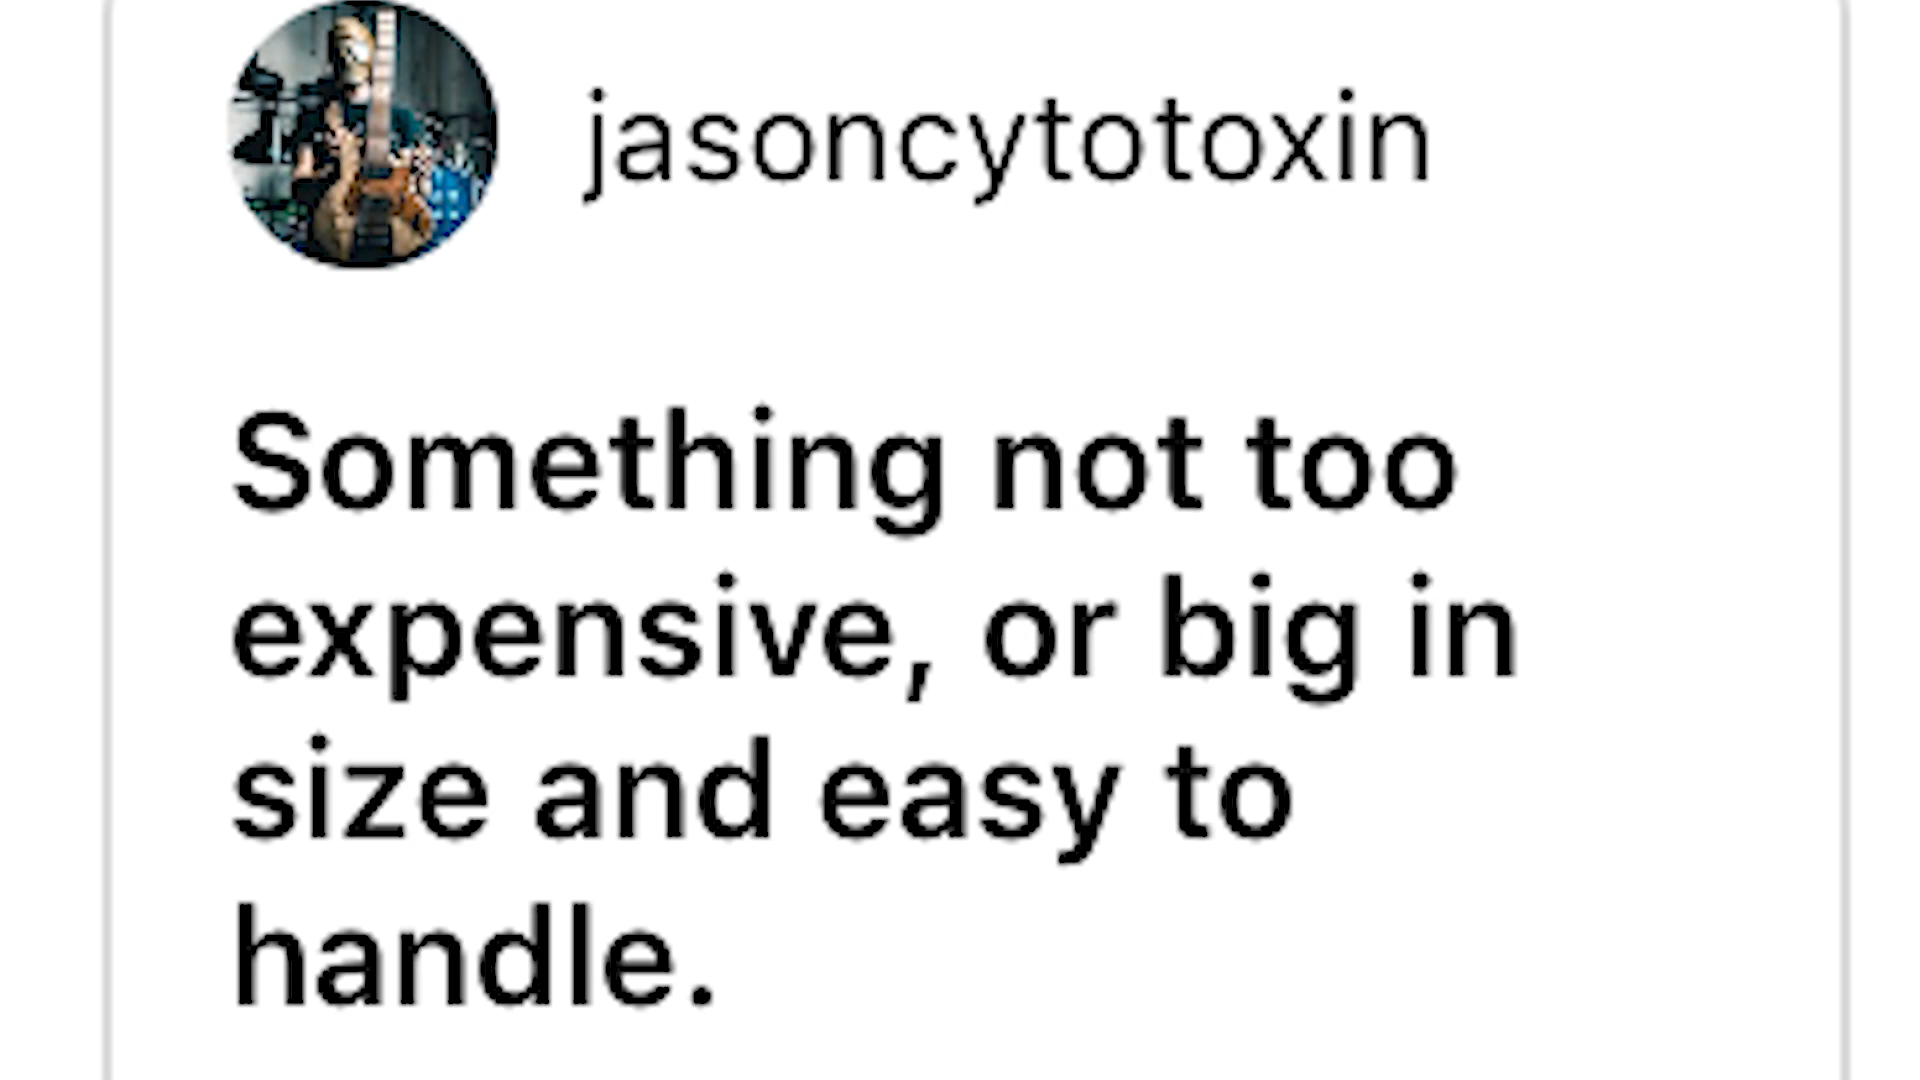 jasoncytotoxin
Something not too
expensive, or big in
size and easy to
handle.